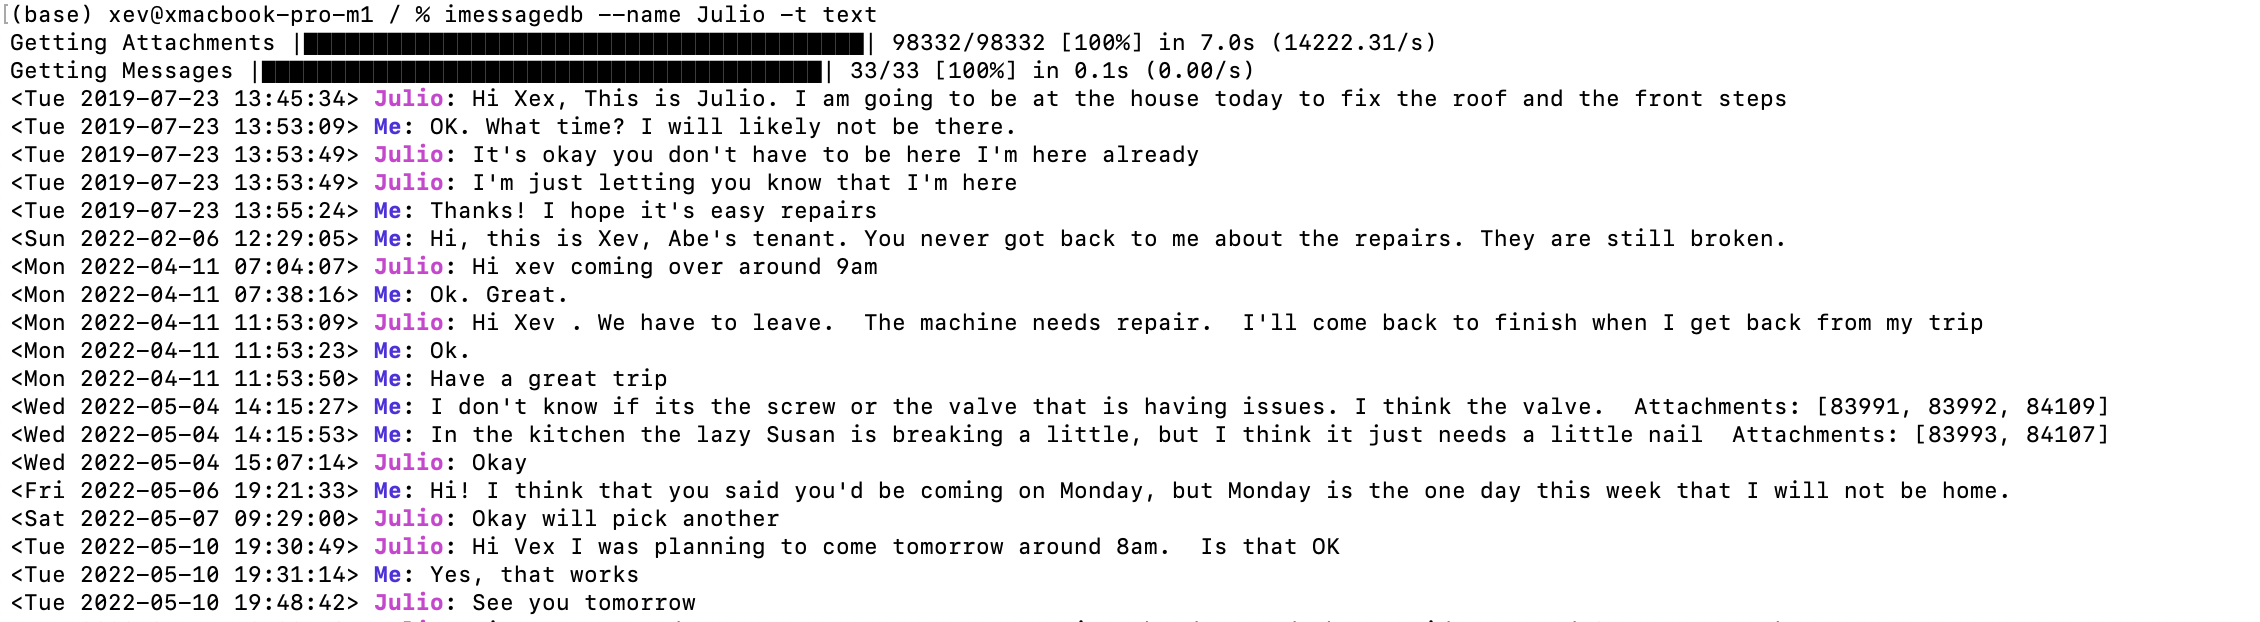 (base) xev@xmacbook-pro-m1 / % imessagedb --name Julio -t text
Getting Attachments |████████████████████████████████████████| 98332/98332 [100%] in 7.0s (14222.31/s)
Getting Messages |████████████████████████████████████████| 33/33 [100%] in 0.1s (0.00/s)
<Tue 2019-07-23 13:45:34> Julio: Hi Xex, This is Julio. I am going to be at the house today to fix the roof and the front steps
<Tue 2019-07-23 13:53:09> Me: OK. What time? I will likely not be there.
<Tue 2019-07-23 13:53:49> Julio: It's okay you don't have to be here I'm here already
<Tue 2019-07-23 13:53:49> Julio: I'm just letting you know that I'm here
<Tue 2019-07-23 13:55:24> Me: Thanks! I hope it's easy repairs
<Sun 2022-02-06 12:29:05> Me: Hi, this is Xev, Abe's tenant. You never got back to me about the repairs. They are still broken.
<Mon 2022-04-11 07:04:07> Julio: Hi xev coming over around 9am
<Mon 2022-04-11 07:38:16> Me: Ok. Great.
<Mon 2022-04-11 11:53:09> Julio: Hi Xev . We have to leave.  The machine needs repair.  I'll come back to finish when I get back from my trip
<Mon 2022-04-11 11:53:23> Me: Ok.
<Mon 2022-04-11 11:53:50> Me: Have a great trip
<Wed 2022-05-04 14:15:27> Me: I don't know if its the screw or the valve that is having issues. I think the valve.  Attachments: [83991, 83992, 84109]
<Wed 2022-05-04 14:15:53> Me: In the kitchen the lazy Susan is breaking a little, but I think it just needs a little nail  Attachments: [83993, 84107]
<Wed 2022-05-04 15:07:14> Julio: Okay
<Fri 2022-05-06 19:21:33> Me: Hi! I think that you said you'd be coming on Monday, but Monday is the one day this week that I will not be home.
<Sat 2022-05-07 09:29:00> Julio: Okay will pick another
<Tue 2022-05-10 19:30:49> Julio: Hi Vex I was planning to come tomorrow around 8am.  Is that OK
<Tue 2022-05-10 19:31:14> Me: Yes, that works
<Tue 2022-05-10 19:48:42> Julio: See you tomorrow